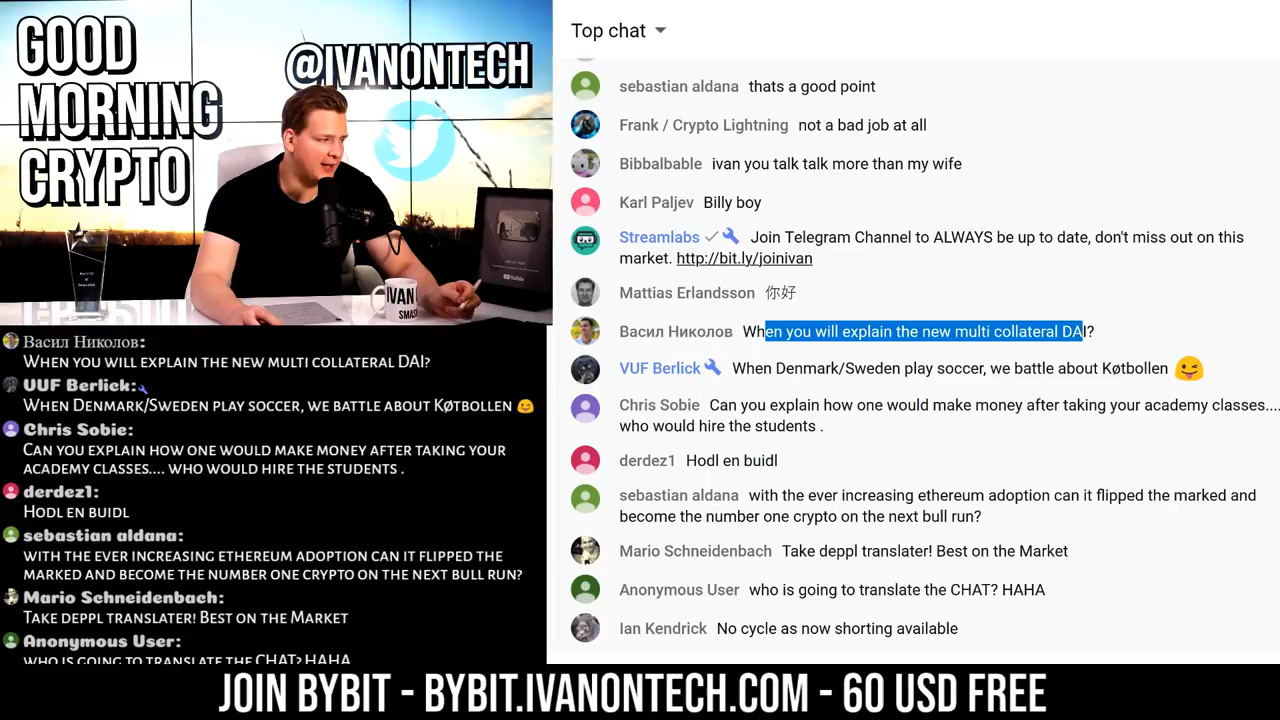 GOOD
MORNING
CRYPTO
@IVANONTECH
IVAN
SMASH
YouTube
Васил Николов:
When you will explain the new multi collateral DAI?
VUF Berlick:
When Denmark/Sweden play soccer, we battle about Køtbollen 😜
Chris Sobie:
Can you explain how one would make money after taking your
academy classes.... who would hire the students .
derdez1:
Hodl en buidl
sebastian aldana:
with the ever increasing ethereum adoption can it flipped the
marked and become the number one crypto on the next bull run?
Mario Schneidenbach:
Take deppl translater! Best on the Market
Anonymous User:
who is going to translate the CHAT? HAHA
Top chat
sebastian aldana thats a good point
Frank / Crypto Lightning not a bad job at all
Bibbalbable ivan you talk talk more than my wife
Karl Paljev Billy boy
Streamlabs Join Telegram Channel to ALWAYS be up to date, don't miss out on this
market. http://bit.ly/joinivan
Mattias Erlandsson 你好
Васил Николов When you will explain the new multi collateral DAI?
VUF Berlick When Denmark/Sweden play soccer, we battle about Køtbollen 😜
Chris Sobie Can you explain how one would make money after taking your academy classes....
who would hire the students .
derdez1 Hodl en buidl
sebastian aldana with the ever increasing ethereum adoption can it flipped the marked and
become the number one crypto on the next bull run?
Mario Schneidenbach Take deppl translater! Best on the Market
Anonymous User who is going to translate the CHAT? HAHA
Ian Kendrick No cycle as now shorting available
JOIN BYBIT - BYBIT.IVANONTECH.COM - 60 USD FREE